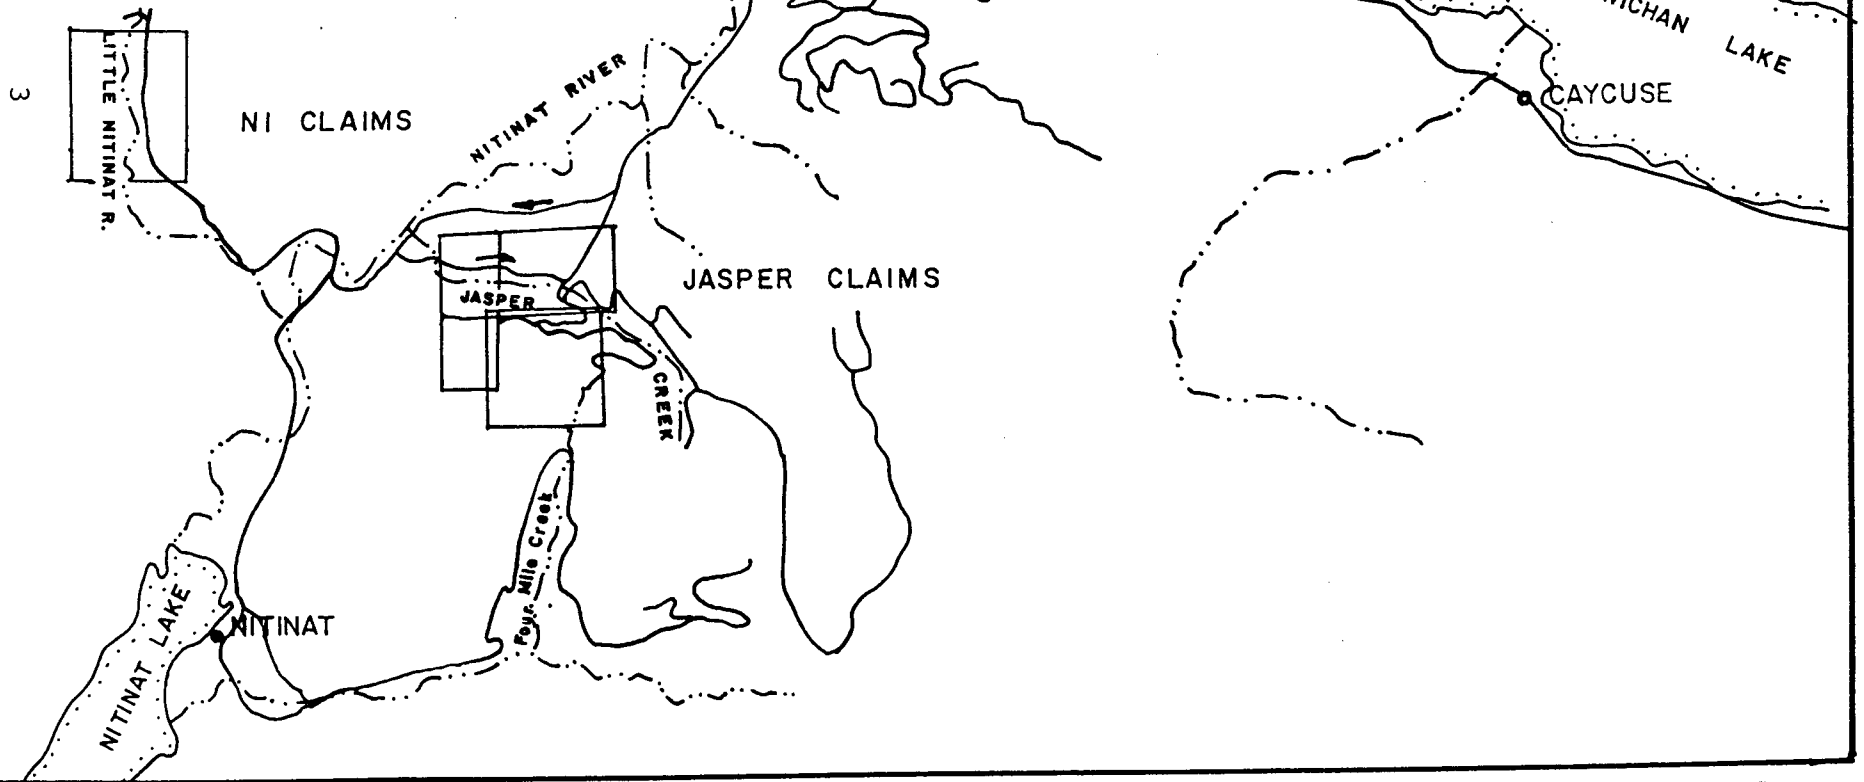 NICHAN LAKE
CAYCUSE
3
LITTLE NITINAT R.
NI CLAIMS
NITINAT RIVER
JASPER CLAIMS
JASPER
CREEK
Four Mile Creek
NITINAT LAKE
NITINAT